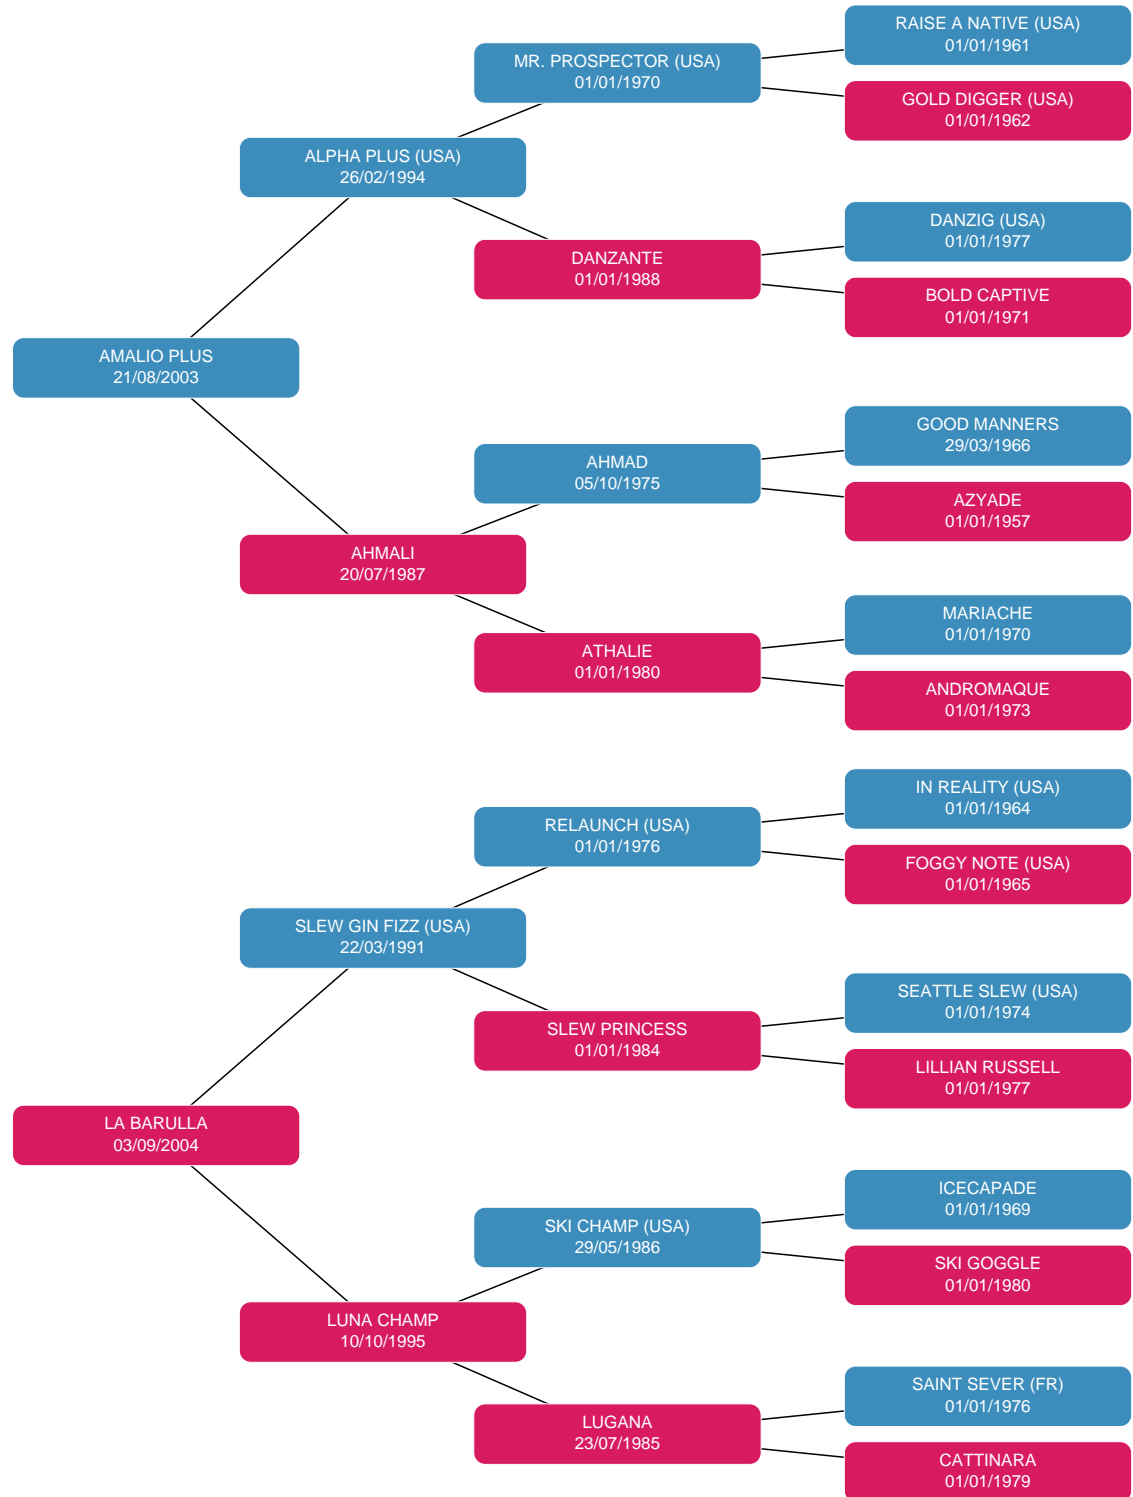 RAISE A NATIVE (USA)
01/01/1961
MR. PROSPECTOR (USA)
01/01/1970
GOLD DIGGER (USA)
01/01/1962
ALPHA PLUS (USA)
26/02/1994
DANZIG (USA)
01/01/1977
DANZANTE
01/01/1988
BOLD CAPTIVE
01/01/1971
AMALIO PLUS
21/08/2003
GOOD MANNERS
29/03/1966
AHMAD
05/10/1975
AZYADE
01/01/1957
AHMALI
20/07/1987
MARIACHE
01/01/1970
ATHALIE
01/01/1980
ANDROMAQUE
01/01/1973
IN REALITY (USA)
01/01/1964
RELAUNCH (USA)
01/01/1976
FOGGY NOTE (USA)
01/01/1965
SLEW GIN FIZZ (USA)
22/03/1991
SEATTLE SLEW (USA)
01/01/1974
SLEW PRINCESS
01/01/1984
LILLIAN RUSSELL
01/01/1977
LA BARULLA
03/09/2004
ICECAPADE
01/01/1969
SKI CHAMP (USA)
29/05/1986
SKI GOGGLE
01/01/1980
LUNA CHAMP
10/10/1995
SAINT SEVER (FR)
01/01/1976
LUGANA
23/07/1985
CATTINARA
01/01/1979